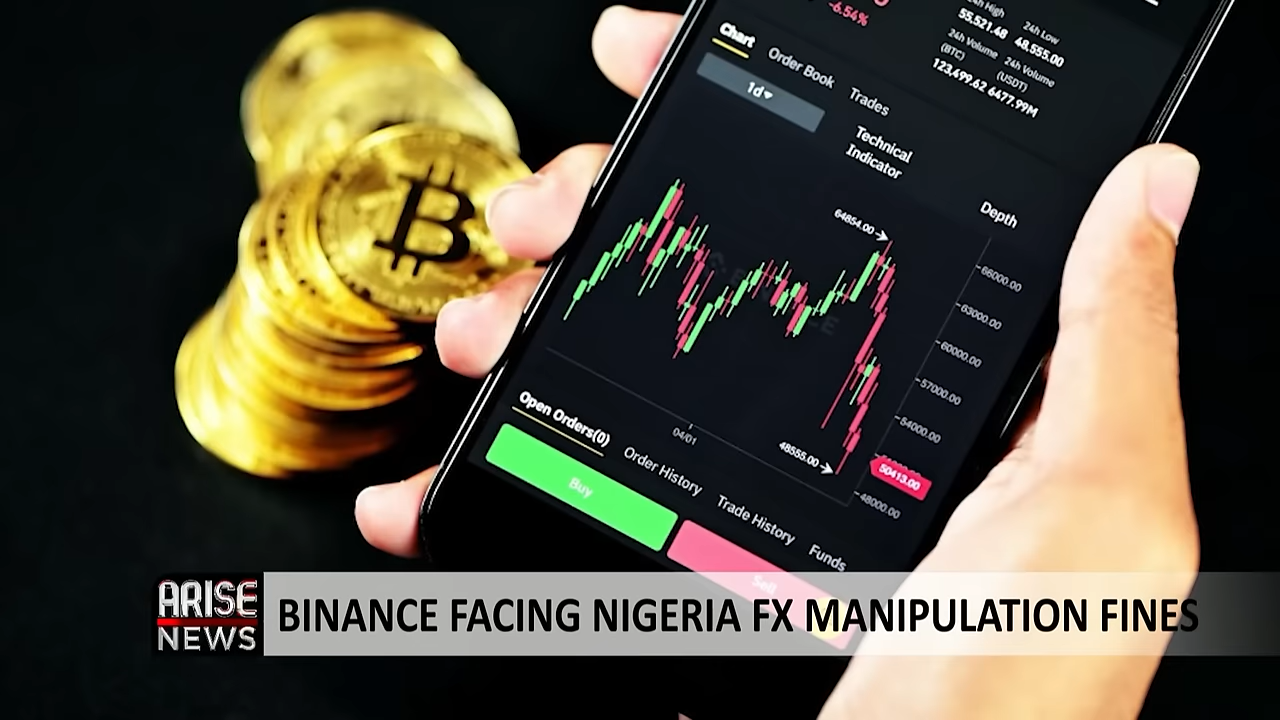 -6.54%
24h High
24h Low
55,521.48
48,555.00
24h Volume
(BTC)
24h Volume
(USDT)
123,499.62
6477.99M
Chart
Order Book
Trades
1d
Technical
Indicator
Depth
64854.00
66000.00
63000.00
60000.00
57000.00
54000.00
50413.00
48555.00
48000.00
04/01
Open Orders(0)
Order History
Trade History
Funds
Buy
Sell
ARISE
NEWS
BINANCE FACING NIGERIA FX MANIPULATION FINES